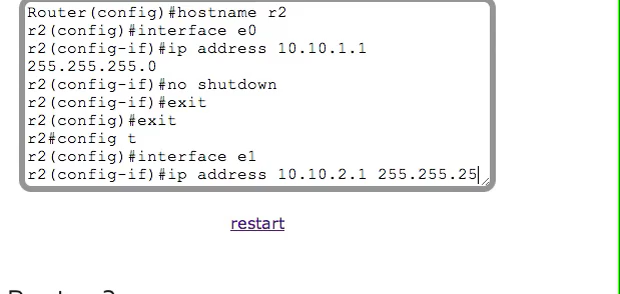 Router(config)#hostname r2
r2(config)#interface e0
r2(config-if)#ip address 10.10.1.1
255.255.255.0
r2(config-if)#no shutdown
r2(config-if)#exit
r2(config)#exit
r2#config t
r2(config)#interface e1
r2(config-if)#ip address 10.10.2.1 255.255.25
restart